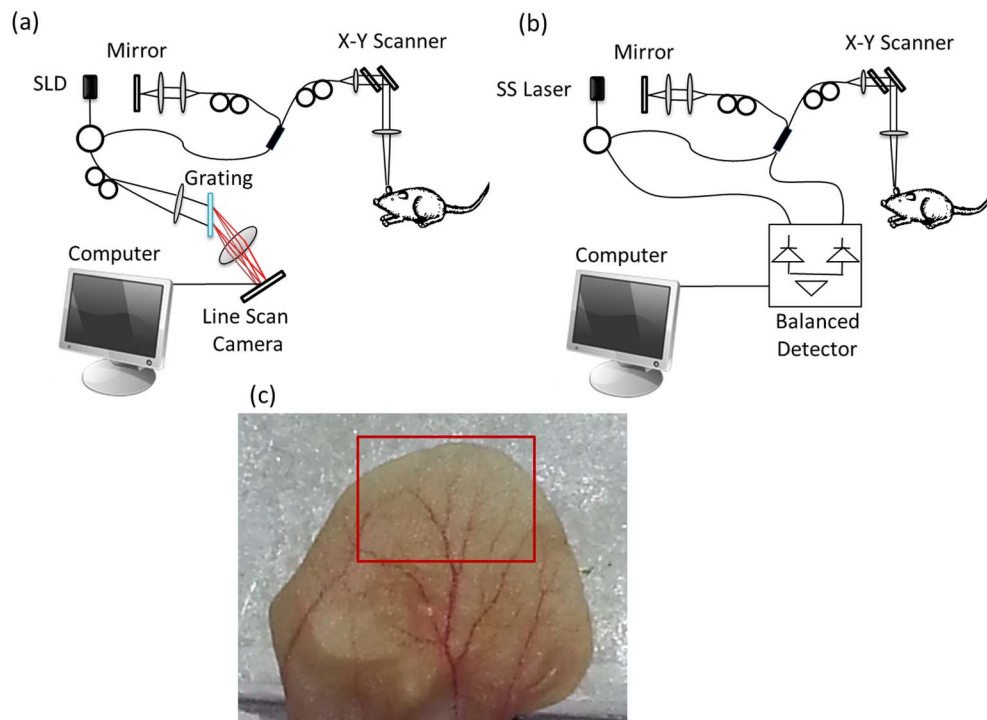 (a)
Mirror
SLD
X-Y Scanner
Grating
Computer
Line Scan
Camera
(b)
Mirror
SS Laser
X-Y Scanner
Computer
Balanced
Detector
(c)